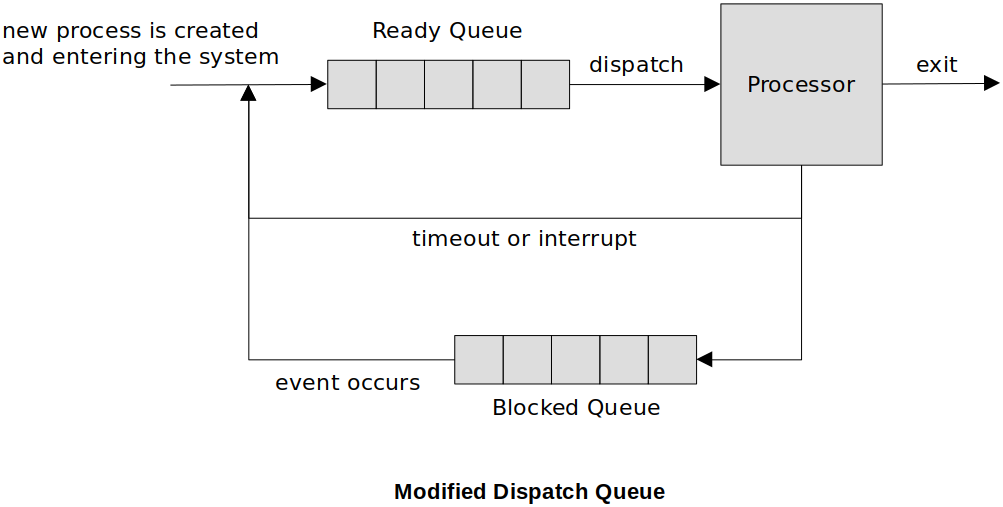 new process is created
and entering the system
Ready Queue
dispatch
Processor
exit
timeout or interrupt
event occurs
Blocked Queue
Modified Dispatch Queue